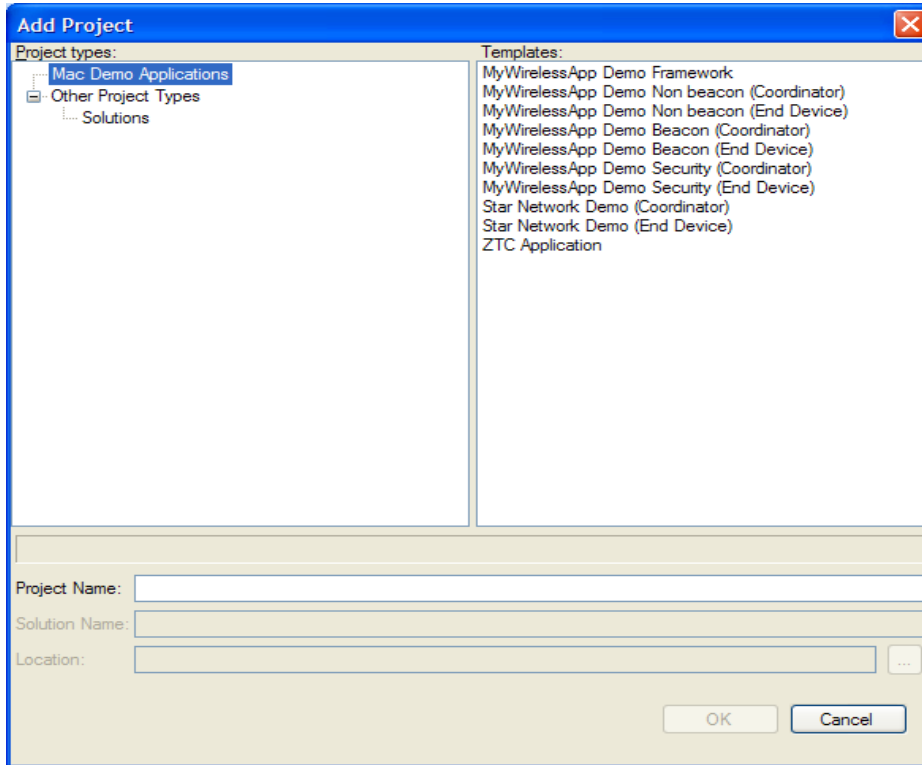 Add Project
Project types:
Templates:
Mac Demo Applications
Other Project Types
Solutions
MyWirelessApp Demo Framework
MyWirelessApp Demo Non beacon (Coordinator)
MyWirelessApp Demo Non beacon (End Device)
MyWirelessApp Demo Beacon (Coordinator)
MyWirelessApp Demo Beacon (End Device)
MyWirelessApp Demo Security (Coordinator)
MyWirelessApp Demo Security (End Device)
Star Network Demo (Coordinator)
Star Network Demo (End Device)
ZTC Application
Project Name:
Solution Name:
Location:
...
OK
Cancel